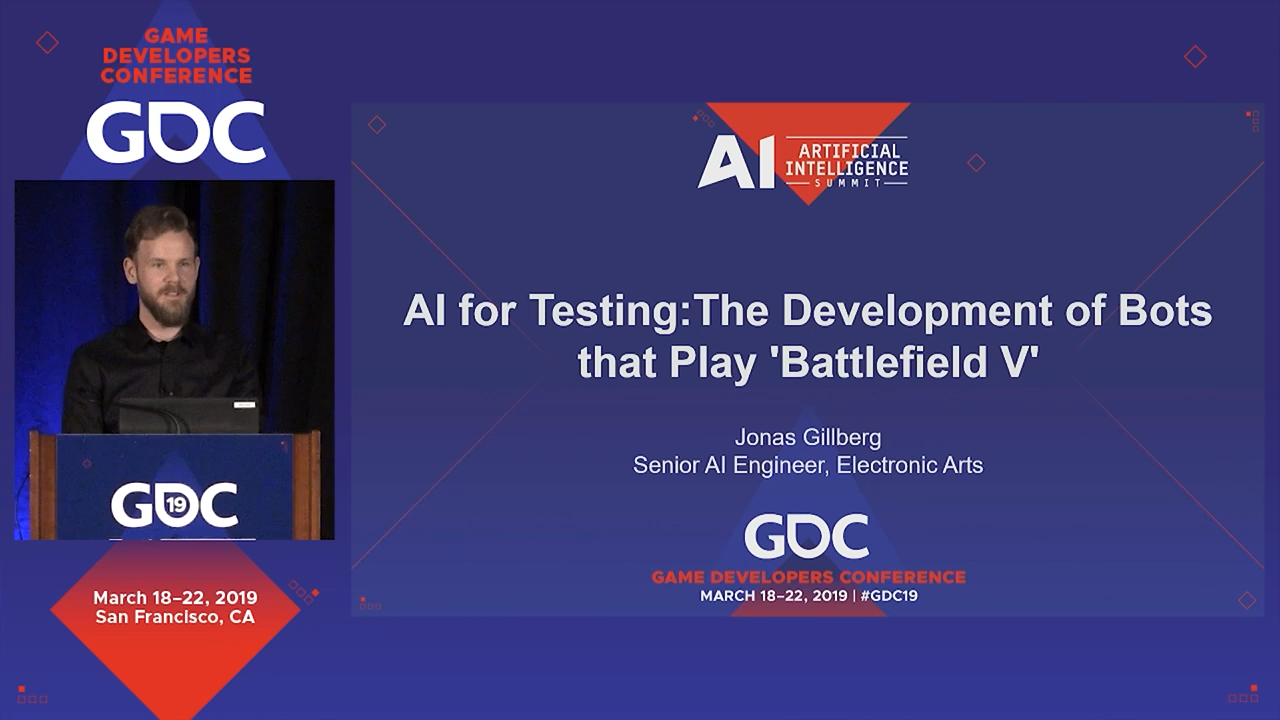 GAME
DEVELOPERS
CONFERENCE
GDC
GDC
19
March 18–22, 2019
San Francisco, CA
AI
ARTIFICIAL
INTELLIGENCE
SUMMIT
AI for Testing:The Development of Bots
that Play 'Battlefield V'
Jonas Gillberg
Senior AI Engineer, Electronic Arts
GDC
GAME DEVELOPERS CONFERENCE
MARCH 18–22, 2019 | #GDC19